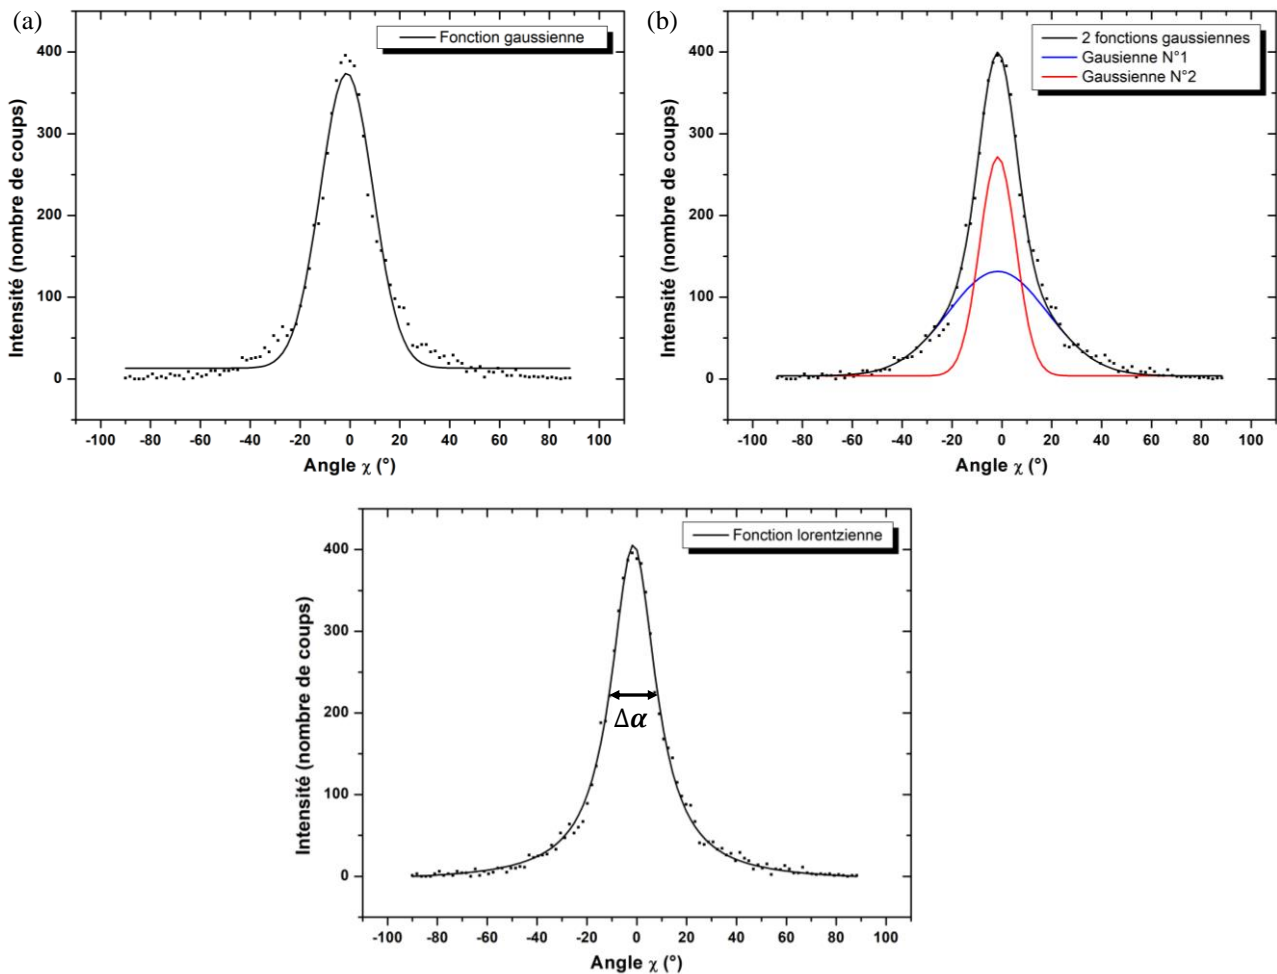 (a)
Fonction gaussienne
400
300
200
100
0
-100 -80 -60 -40 -20 0 20 40 60 80 100
Intensité (nombre de coups)
Angle χ (°)
(b)
2 fonctions gaussiennes
Gausienne N°1
Gaussienne N°2
400
300
200
100
0
-100 -80 -60 -40 -20 0 20 40 60 80 100
Intensité (nombre de coups)
Angle χ (°)
Fonction lorentzienne
400
300
200
100
0
-100 -80 -60 -40 -20 0 20 40 60 80 100
Intensité (nombre de coups)
Angle χ (°)
Δα